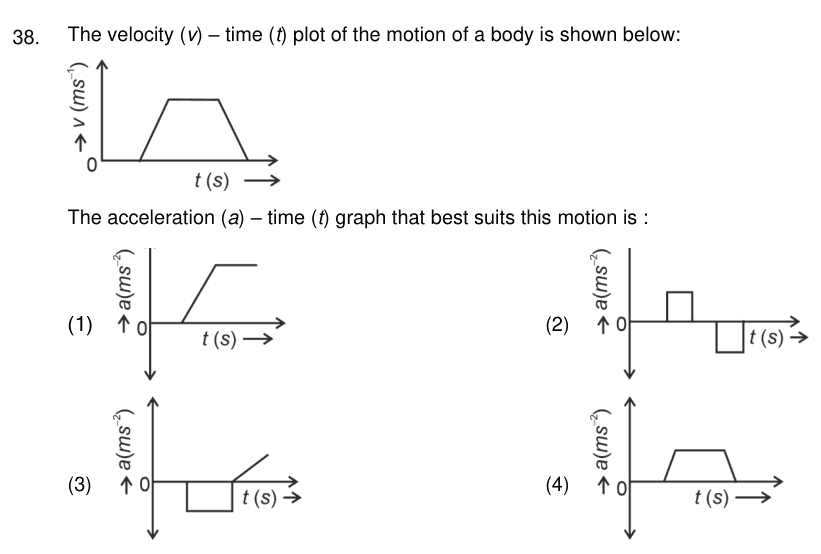 38. The velocity (v) – time (t) plot of the motion of a body is shown below:
→ v (ms⁻¹)
0
t (s) →
The acceleration (a) – time (t) graph that best suits this motion is :
(1) → a(ms⁻²) 0 t (s) →
(2) → a(ms⁻²) 0 t (s) →
(3) → a(ms⁻²) 0 t (s) →
(4) → a(ms⁻²) 0 t (s) →